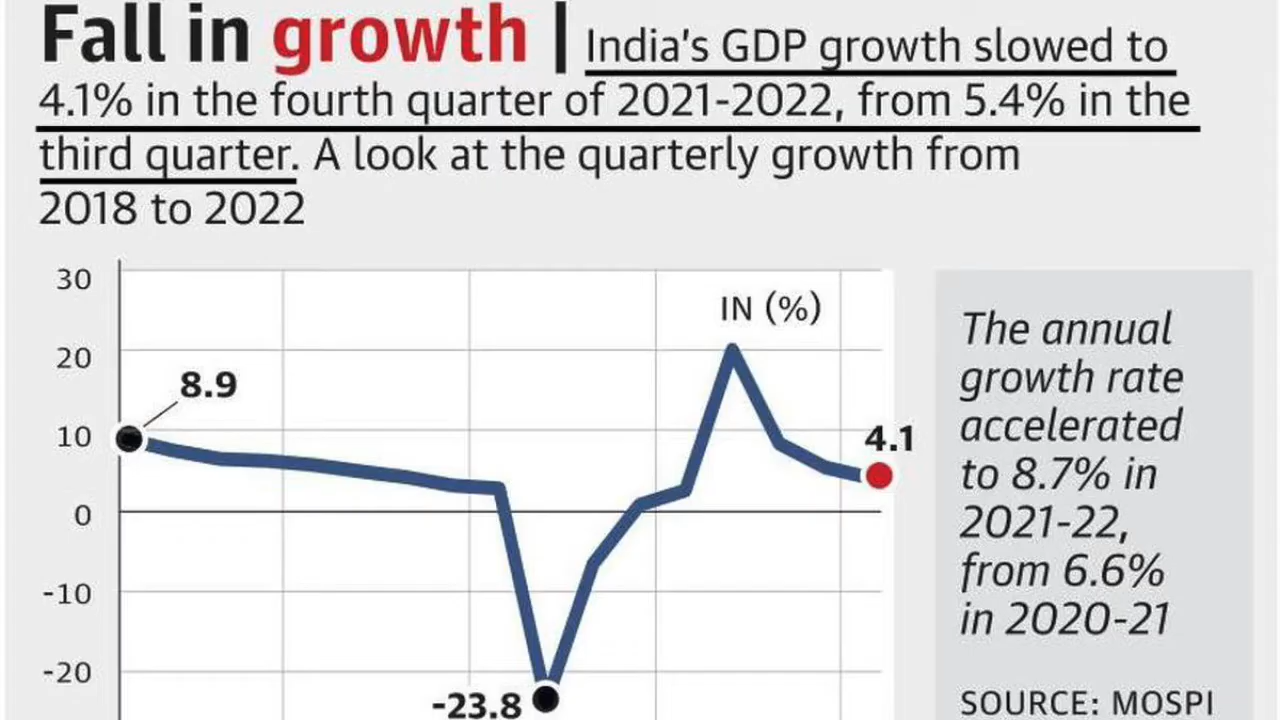 Fall in growth | India's GDP growth slowed to
4.1% in the fourth quarter of 2021-2022, from 5.4% in the
third quarter. A look at the quarterly growth from
2018 to 2022
30
IN (%)
20
8.9
10
4.1
0
-10
-20
-23.8
The annual
growth rate
accelerated
to 8.7% in
2021-22,
from 6.6%
in 2020-21
SOURCE: MOSPI